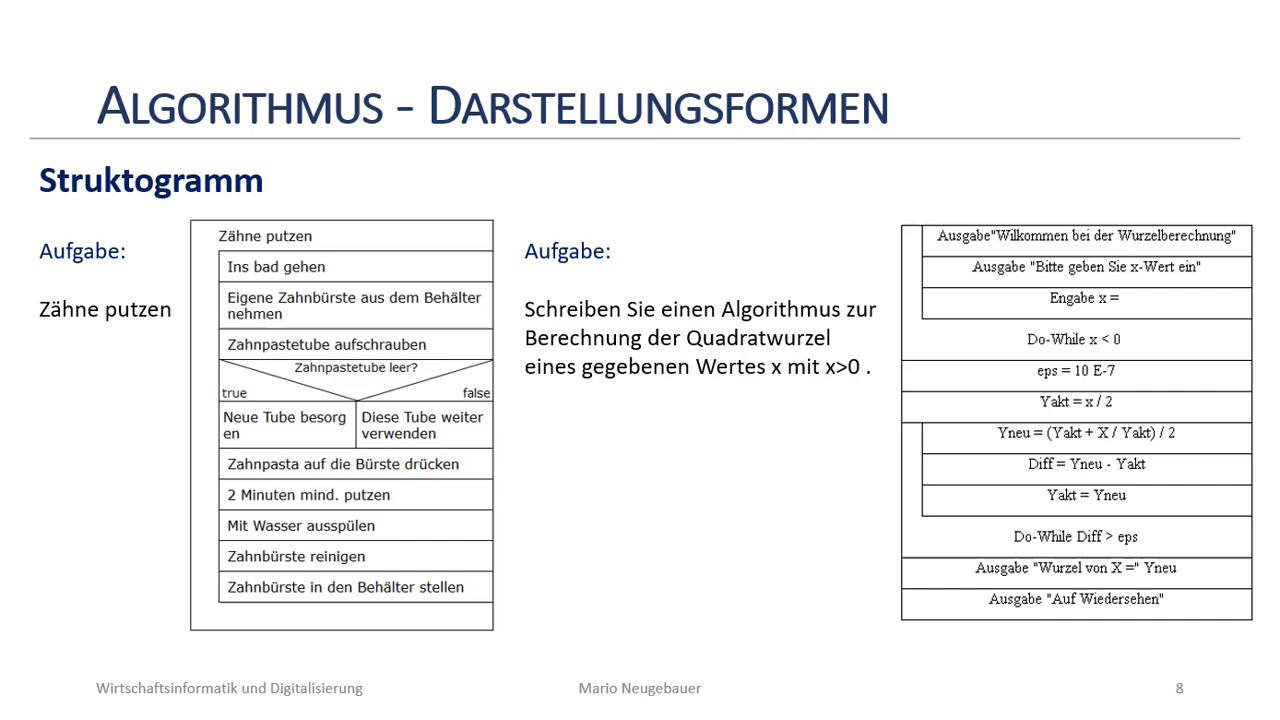 ALGORITHMUS - DARSTELLUNGSFORMEN
Struktogramm
Aufgabe:
Zähne putzen
Zähne putzen
Ins bad gehen
Eigene Zahnbürste aus dem Behälter
nehmen
Zahnpastetube aufschrauben
Zahnpastetube leer?
true
false
Neue Tube besorg
en
Diese Tube weiter
verwenden
Zahnpasta auf die Bürste drücken
2 Minuten mind. putzen
Mit Wasser ausspülen
Zahnbürste reinigen
Zahnbürste in den Behälter stellen
Aufgabe:
Schreiben Sie einen Algorithmus zur
Berechnung der Quadratwurzel
eines gegebenen Wertes x mit x>0 .
Ausgabe"Wilkommen bei der Wurzelberechnung"
Ausgabe "Bitte geben Sie x-Wert ein"
Engabe x =
Do-While x < 0
eps = 10 E-7
Yakt = x / 2
Yneu = (Yakt + X / Yakt) / 2
Diff = Yneu - Yakt
Yakt = Yneu
Do-While Diff > eps
Ausgabe "Wurzel von X =" Yneu
Ausgabe "Auf Wiedersehen"
Wirtschaftsinformatik und Digitalisierung
Mario Neugebauer
8